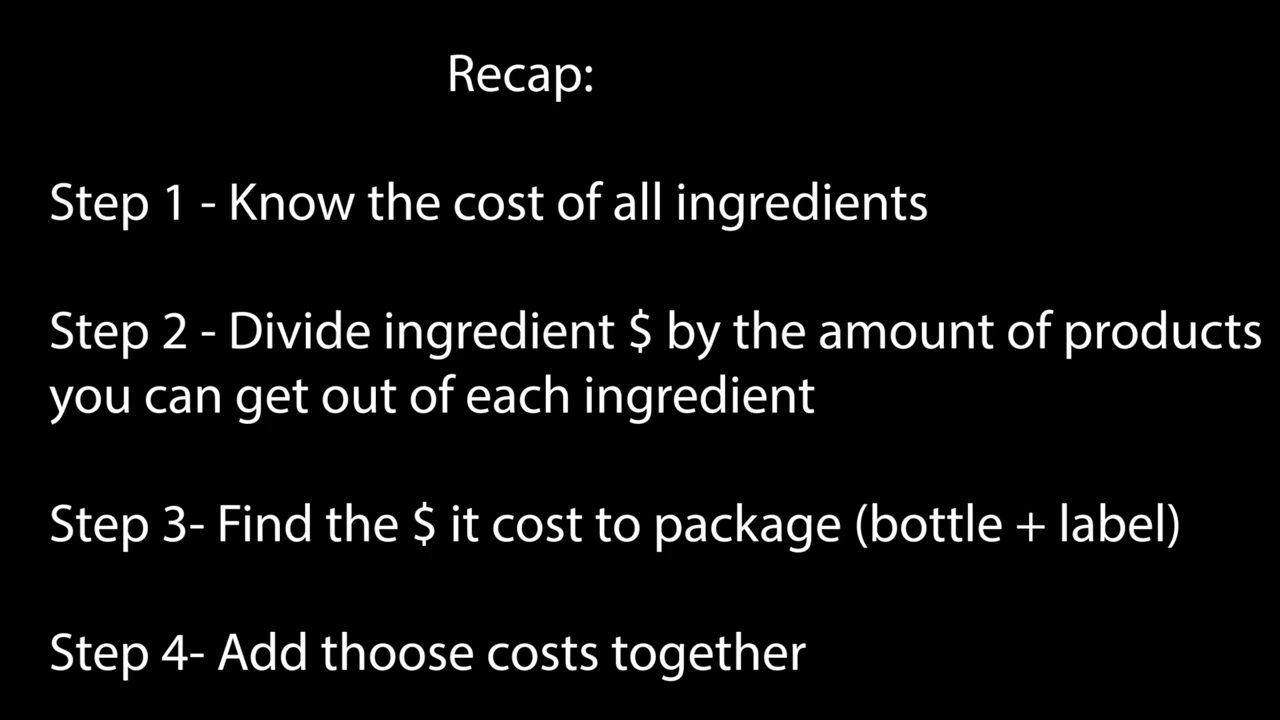 Recap:
Step 1 - Know the cost of all ingredients
Step 2 - Divide ingredient $ by the amount of products
you can get out of each ingredient
Step 3- Find the $ it cost to package (bottle + label)
Step 4- Add thoose costs together